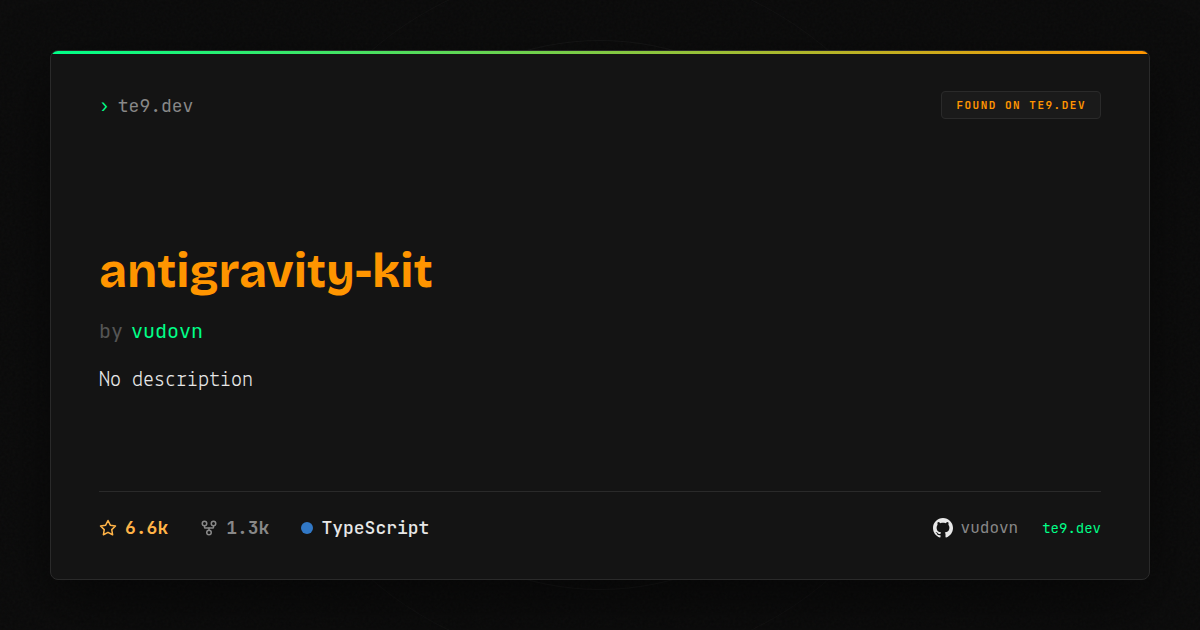 › te9.dev
FOUND ON TE9.DEV
antigravity-kit
by vudovn
No description
6.6k 1.3k TypeScript
vudovn te9.dev